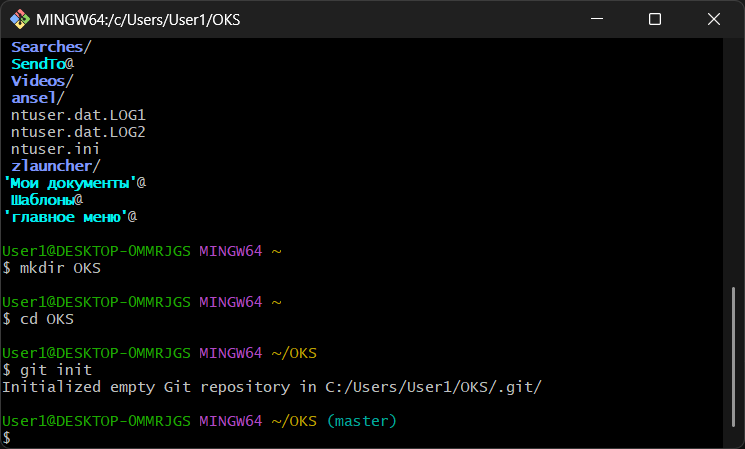 MINGW64:/c/Users/User1/OKS
Searches/
SendTo@
Videos/
ansel/
ntuser.dat.LOG1
ntuser.dat.LOG2
ntuser.ini
zlauncher/
'Мои документы'@
Шаблоны@
'главное меню'@
User1@DESKTOP-0MMRJGS MINGW64 ~
$ mkdir OKS
User1@DESKTOP-0MMRJGS MINGW64 ~
$ cd OKS
User1@DESKTOP-0MMRJGS MINGW64 ~/OKS
$ git init
Initialized empty Git repository in C:/Users/User1/OKS/.git/
User1@DESKTOP-0MMRJGS MINGW64 ~/OKS (master)
$